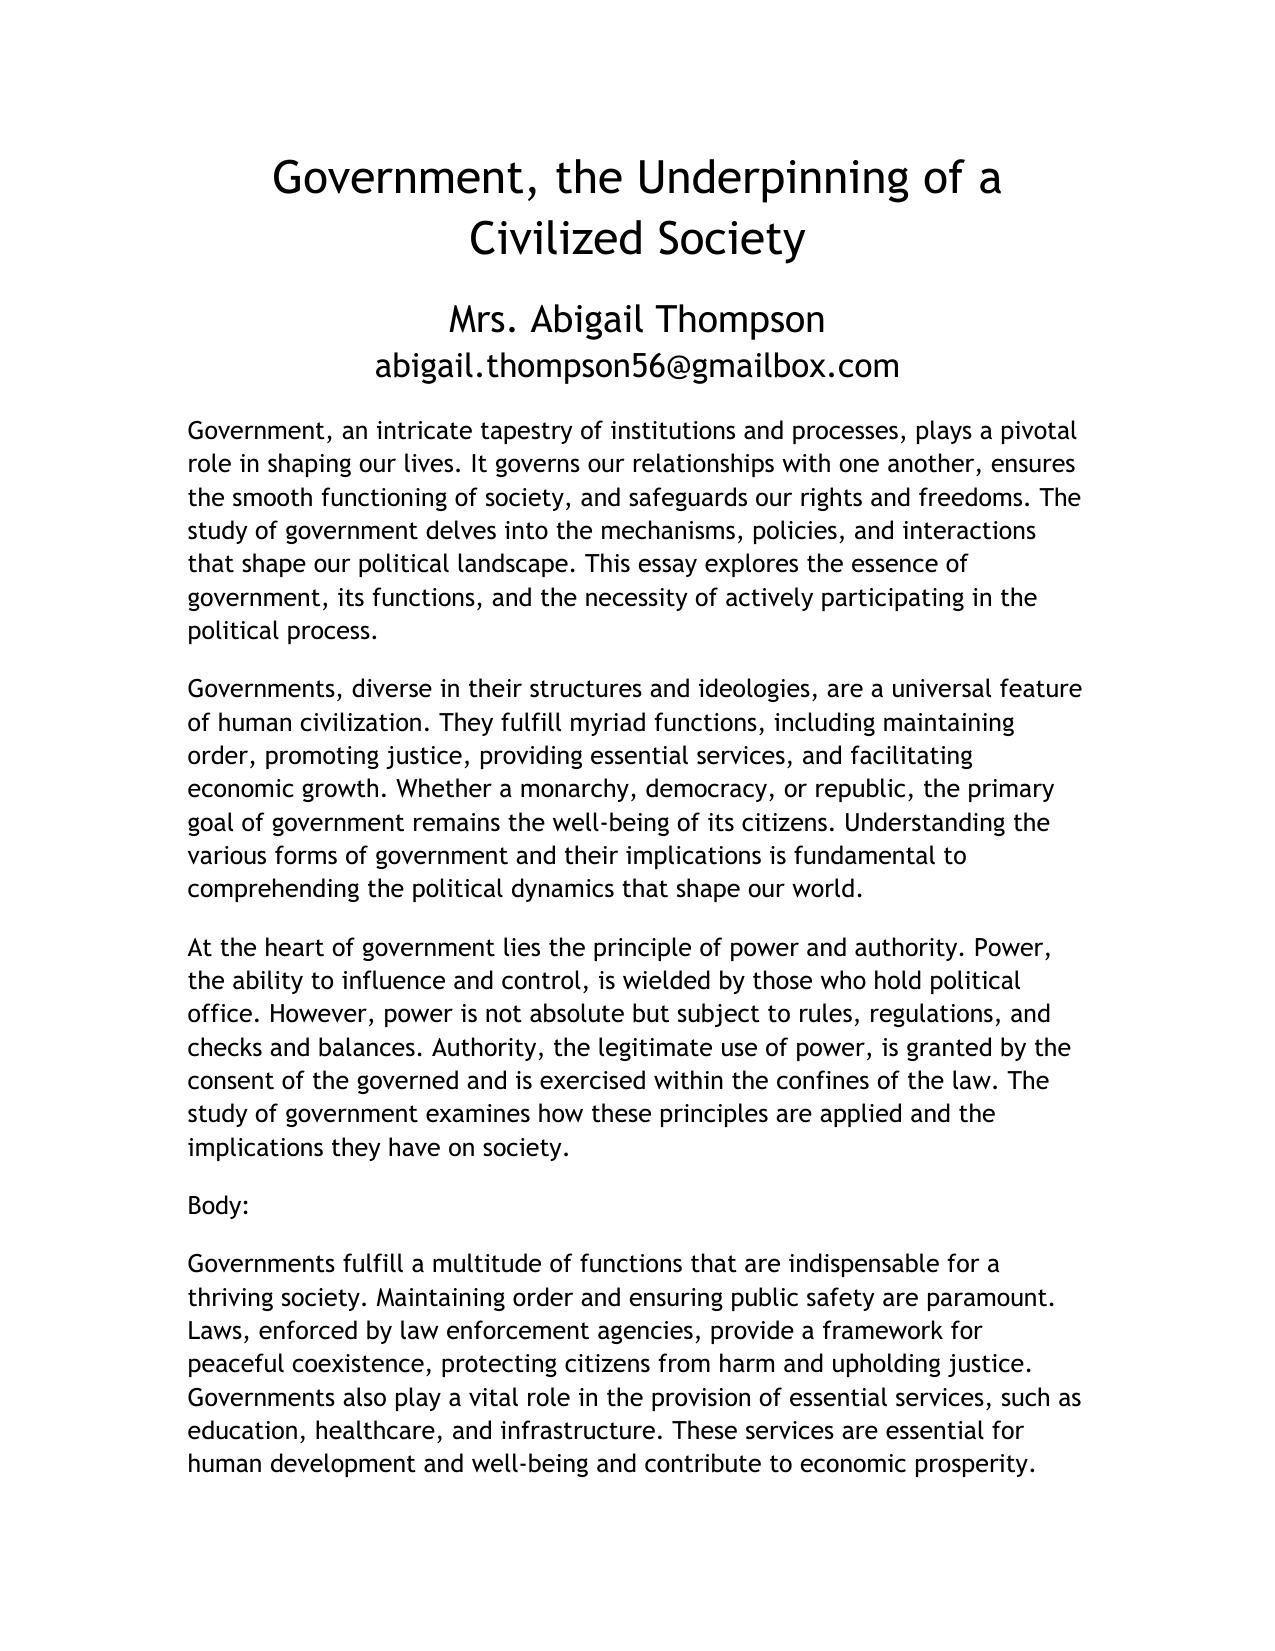 Government, the Underpinning of a
Civilized Society
Mrs. Abigail Thompson
abigail.thompson56@gmailbox.com
Government, an intricate tapestry of institutions and processes, plays a pivotal
role in shaping our lives. It governs our relationships with one another, ensures
the smooth functioning of society, and safeguards our rights and freedoms. The
study of government delves into the mechanisms, policies, and interactions
that shape our political landscape. This essay explores the essence of
government, its functions, and the necessity of actively participating in the
political process.
Governments, diverse in their structures and ideologies, are a universal feature
of human civilization. They fulfill myriad functions, including maintaining
order, promoting justice, providing essential services, and facilitating
economic growth. Whether a monarchy, democracy, or republic, the primary
goal of government remains the well-being of its citizens. Understanding the
various forms of government and their implications is fundamental to
comprehending the political dynamics that shape our world.
At the heart of government lies the principle of power and authority. Power,
the ability to influence and control, is wielded by those who hold political
office. However, power is not absolute but subject to rules, regulations, and
checks and balances. Authority, the legitimate use of power, is granted by the
consent of the governed and is exercised within the confines of the law. The
study of government examines how these principles are applied and the
implications they have on society.
Body:
Governments fulfill a multitude of functions that are indispensable for a
thriving society. Maintaining order and ensuring public safety are paramount.
Laws, enforced by law enforcement agencies, provide a framework for
peaceful coexistence, protecting citizens from harm and upholding justice.
Governments also play a vital role in the provision of essential services, such as
education, healthcare, and infrastructure. These services are essential for
human development and well-being and contribute to economic prosperity.